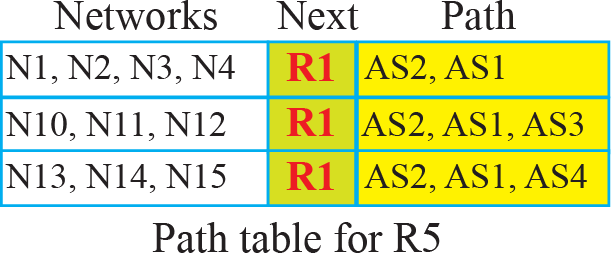 Networks Next Path
N1, N2, N3, N4 R1 AS2, AS1
N10, N11, N12 R1 AS2, AS1, AS3
N13, N14, N15 R1 AS2, AS1, AS4
Path table for R5